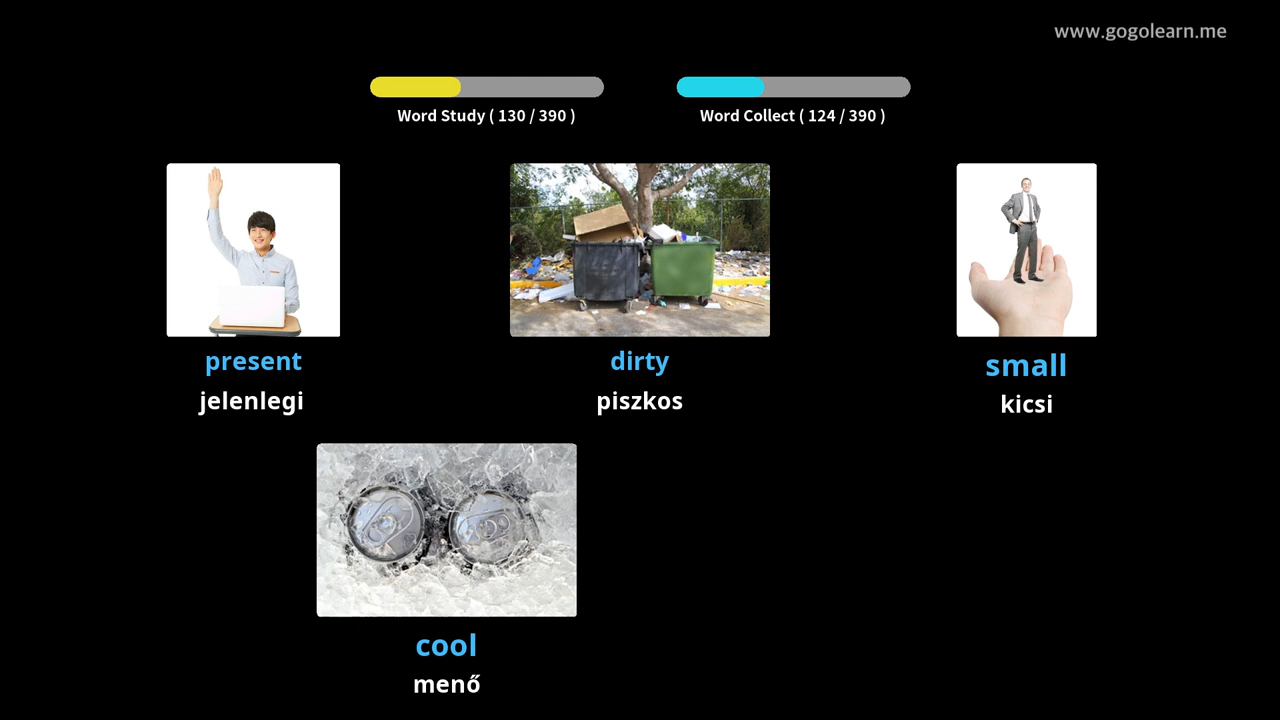 www.gogolearn.me
Word Study ( 130 / 390 )
Word Collect ( 124 / 390 )
present
jelenlegi
dirty
piszkos
small
kicsi
cool
menő